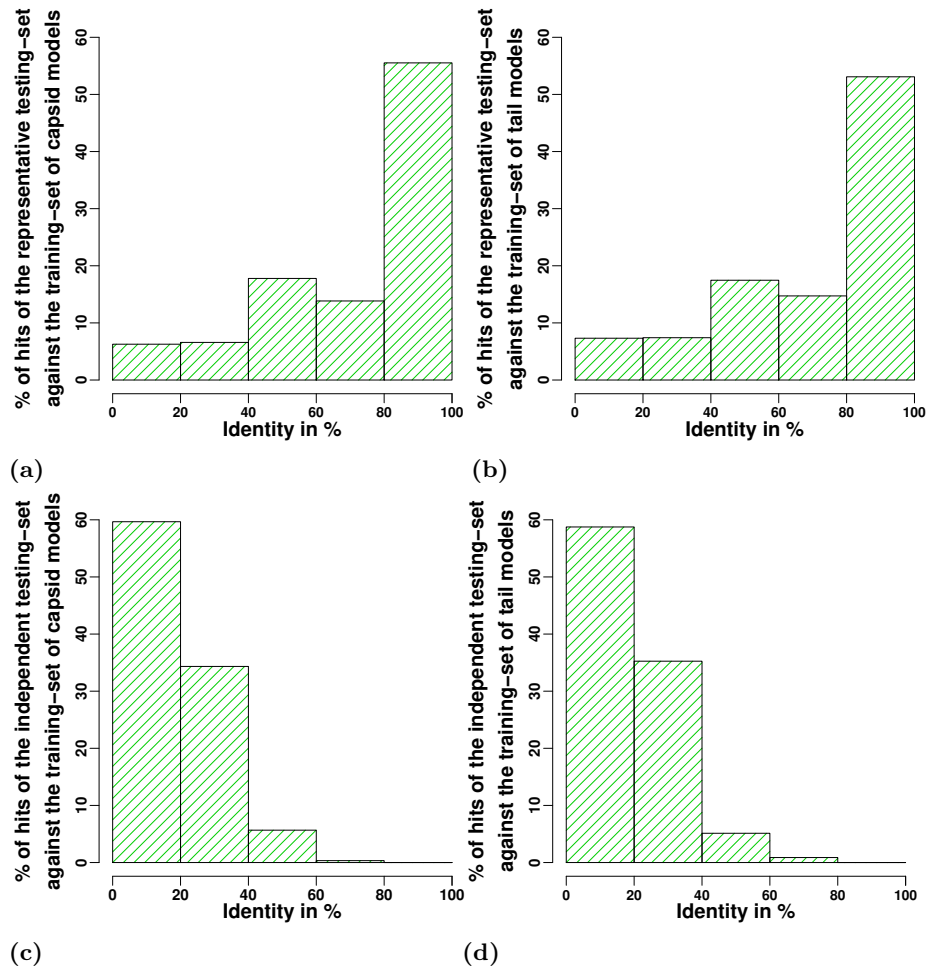 % of hits of the representative testing−set
against the training−set of capsid models
0
10
20
30
40
50
60
0 20 40 60 80 100
Identity in %
(a)
% of hits of the representative testing−set
against the training−set of tail models
0
10
20
30
40
50
60
0 20 40 60 80 100
Identity in %
(b)
% of hits of the independent testing−set
against the training−set of capsid models
0
10
20
30
40
50
60
0 20 40 60 80 100
Identity in %
(c)
% of hits of the independent testing−set
against the training−set of tail models
0
10
20
30
40
50
60
0 20 40 60 80 100
Identity in %
(d)